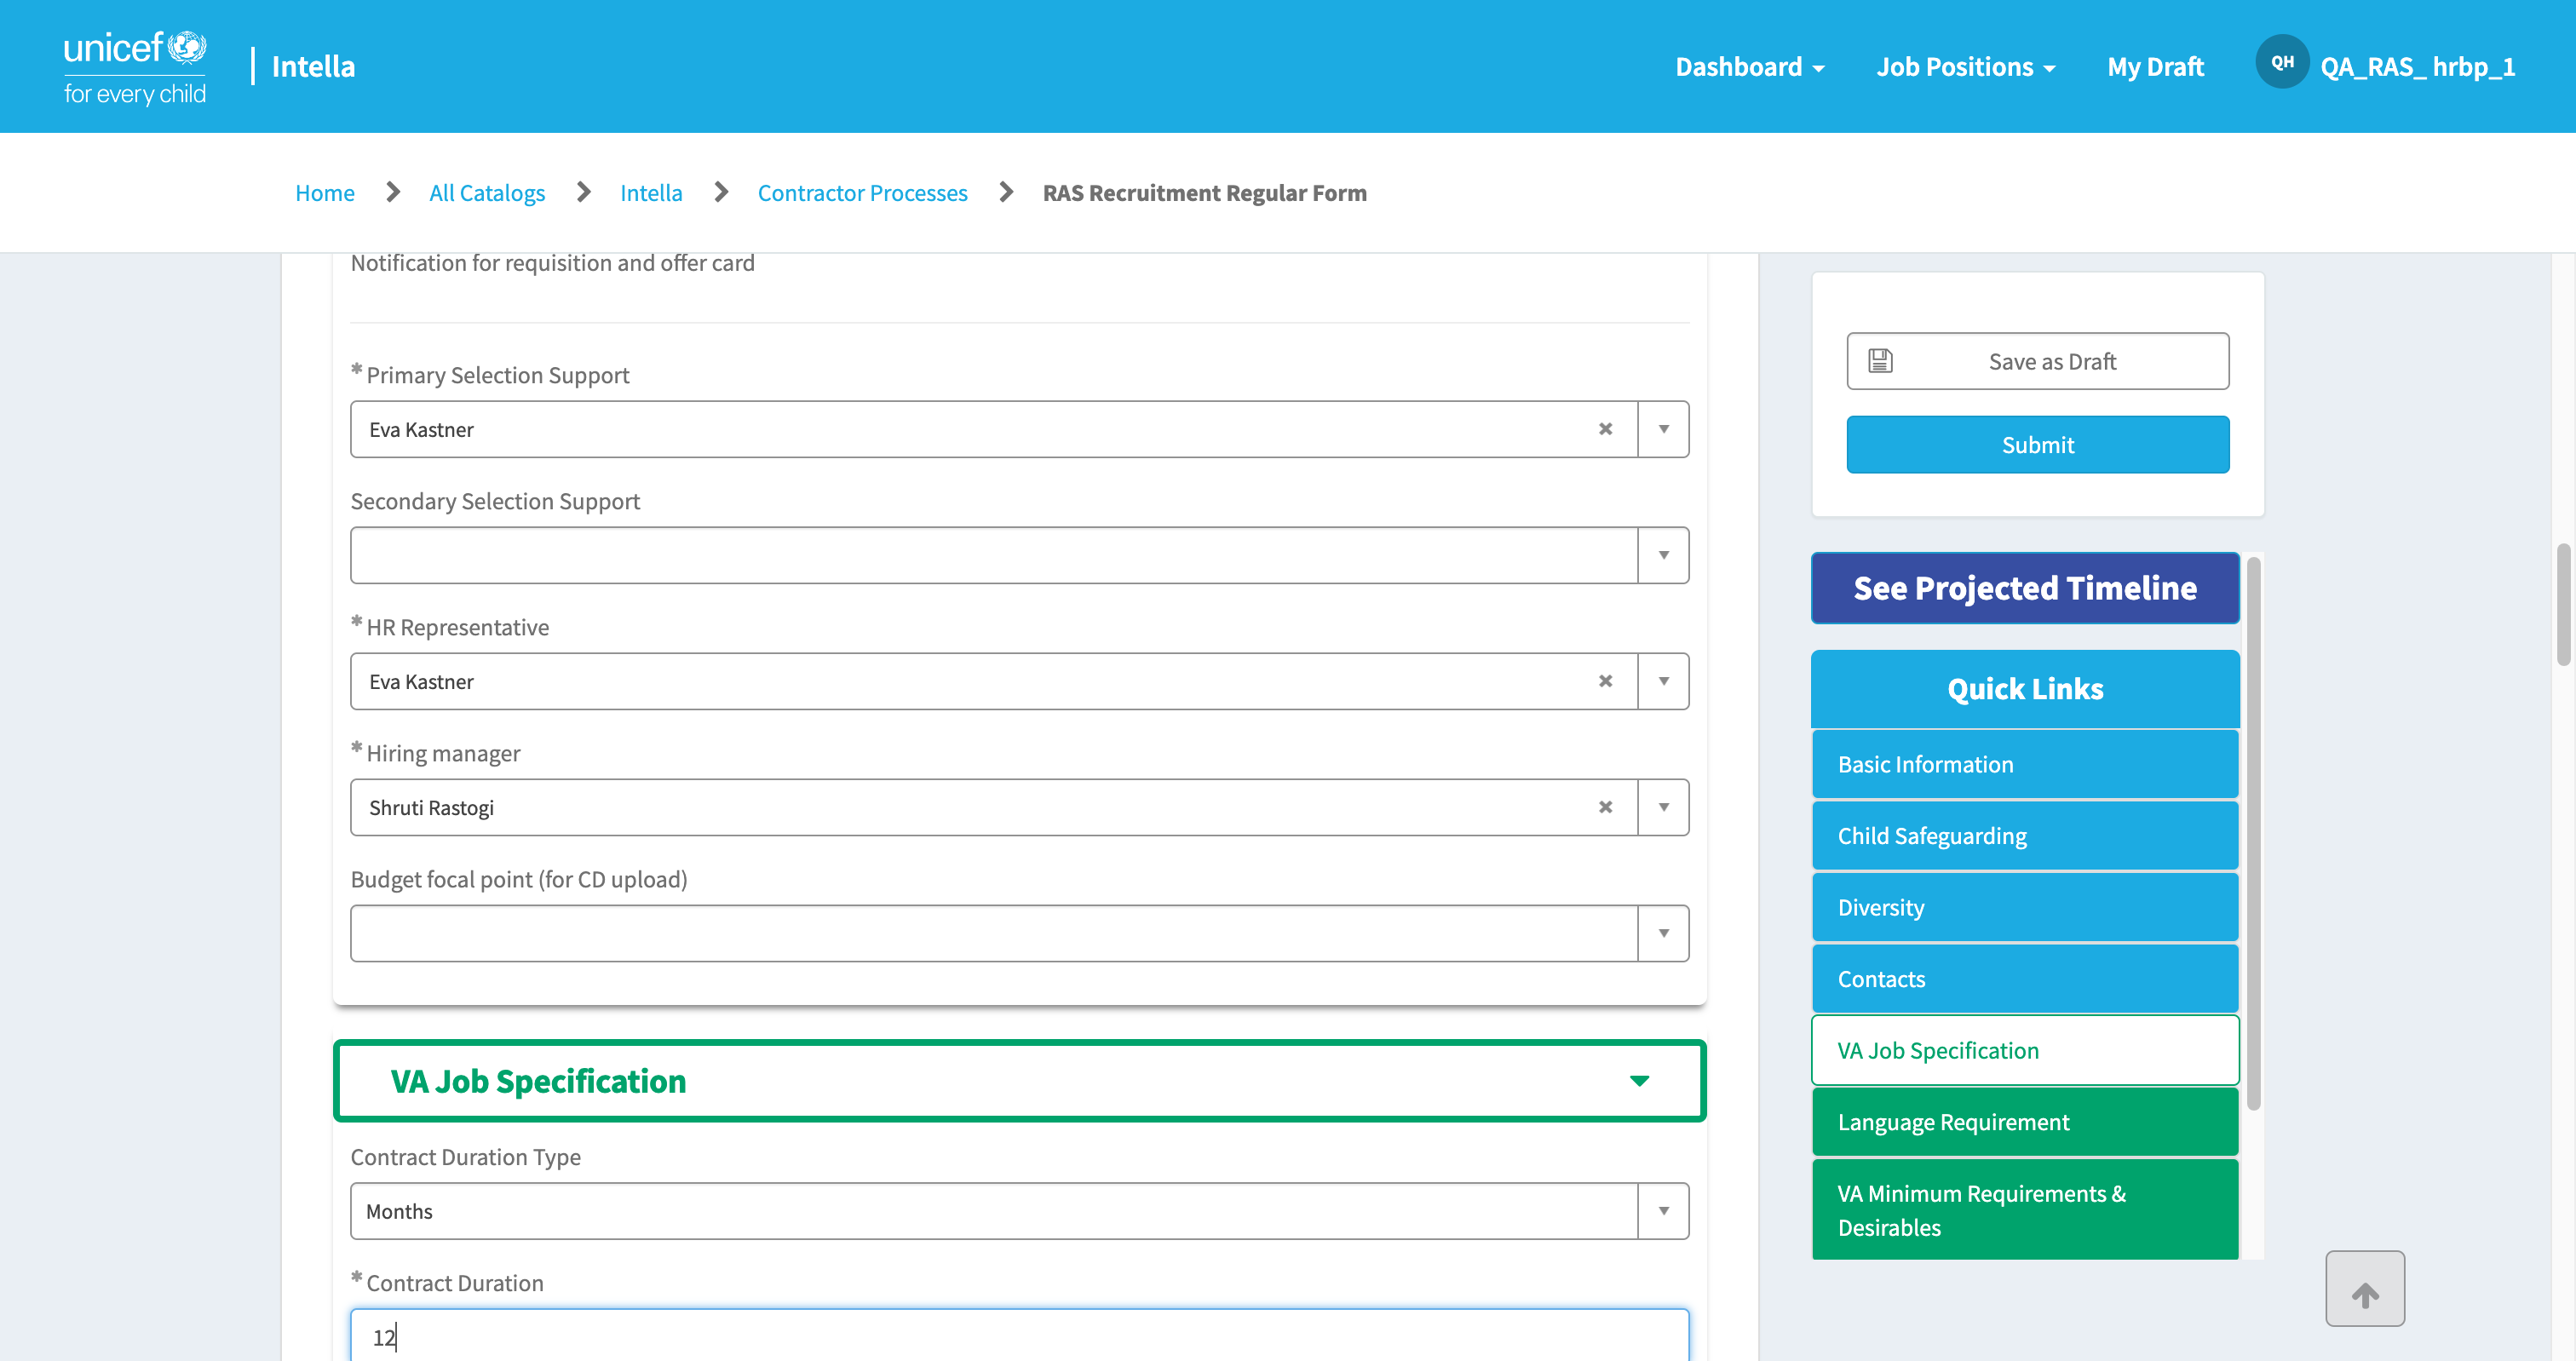 unicef
for every child
Intella
Dashboard
Job Positions
My Draft
QH
QA_RAS_ hrbp_1
Home
All Catalogs
Intella
Contractor Processes
RAS Recruitment Regular Form
Notification for requisition and offer card
* Primary Selection Support
Eva Kastner
Secondary Selection Support
* HR Representative
Eva Kastner
* Hiring manager
Shruti Rastogi
Budget focal point (for CD upload)
VA Job Specification
Contract Duration Type
Months
* Contract Duration
12
Save as Draft
Submit
See Projected Timeline
Quick Links
Basic Information
Child Safeguarding
Diversity
Contacts
VA Job Specification
Language Requirement
VA Minimum Requirements &
Desirables